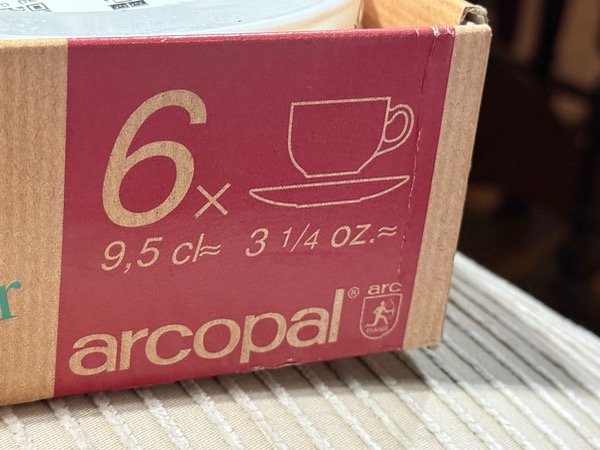 6×
9,5 cl≈ 3 1/4 oz.≈
r
arcopal® arc